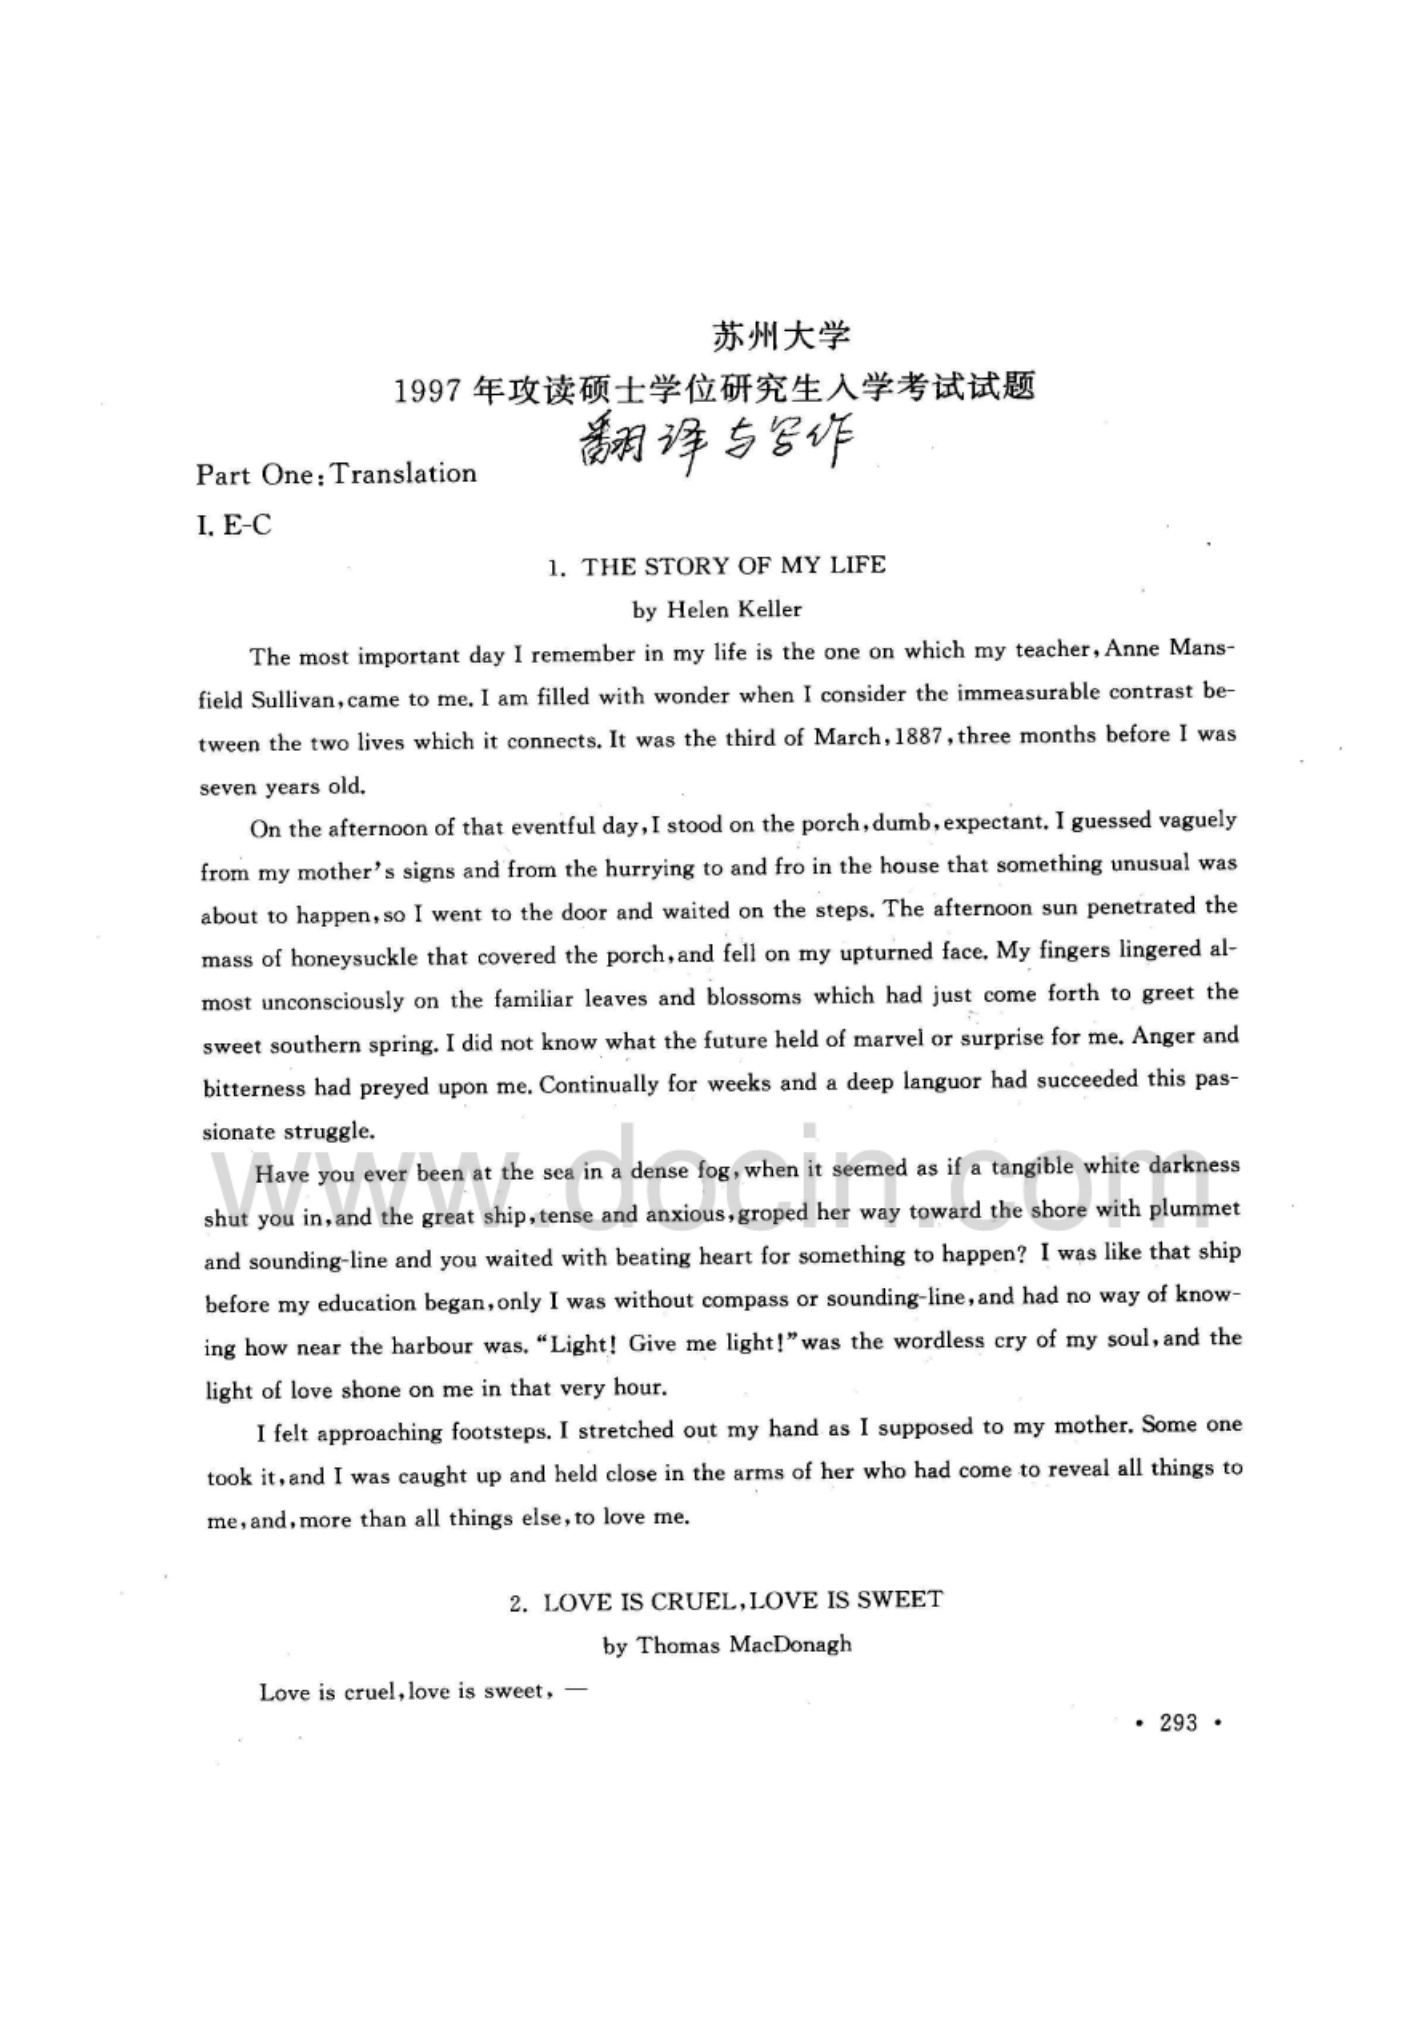 苏州大学
1997 年攻读硕士学位研究生入学考试试题
翻译与写作
Part One: Translation
I. E-C
1. THE STORY OF MY LIFE
by Helen Keller
The most important day I remember in my life is the one on which my teacher, Anne Mans-
field Sullivan, came to me. I am filled with wonder when I consider the immeasurable contrast be-
tween the two lives which it connects. It was the third of March, 1887, three months before I was
seven years old.
On the afternoon of that eventful day, I stood on the porch, dumb, expectant. I guessed vaguely
from my mother's signs and from the hurrying to and fro in the house that something unusual was
about to happen, so I went to the door and waited on the steps. The afternoon sun penetrated the
mass of honeysuckle that covered the porch, and fell on my upturned face. My fingers lingered al-
most unconsciously on the familiar leaves and blossoms which had just come forth to greet the
sweet southern spring. I did not know what the future held of marvel or surprise for me. Anger and
bitterness had preyed upon me. Continually for weeks and a deep languor had succeeded this pas-
sionate struggle.
Have you ever been at the sea in a dense fog, when it seemed as if a tangible white darkness
shut you in, and the great ship, tense and anxious, groped her way toward the shore with plummet
and sounding-line and you waited with beating heart for something to happen? I was like that ship
before my education began, only I was without compass or sounding-line, and had no way of know-
ing how near the harbour was. "Light! Give me light!" was the wordless cry of my soul, and the
light of love shone on me in that very hour.
I felt approaching footsteps. I stretched out my hand as I supposed to my mother. Some one
took it, and I was caught up and held close in the arms of her who had come to reveal all things to
me, and, more than all things else, to love me.
2. LOVE IS CRUEL, LOVE IS SWEET
by Thomas MacDonagh
Love is cruel, love is sweet, —
• 293 •
www.docin.com